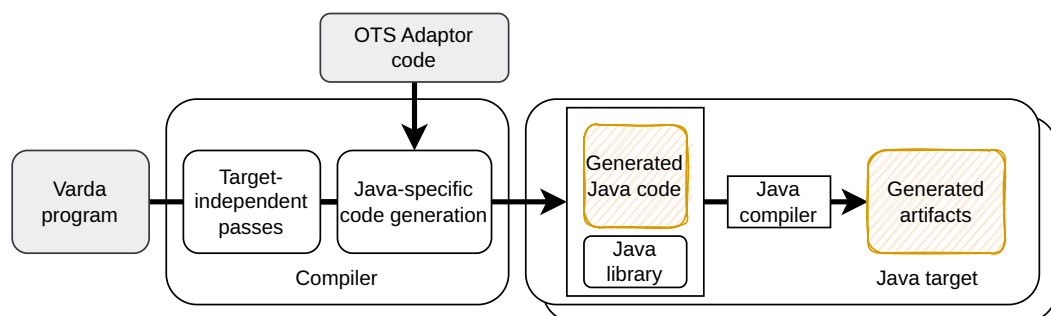 OTS Adaptor
code
Varda
program
Target-
independent
passes
Java-specific
code generation
Compiler
Generated
Java code
Java
library
Java
compiler
Generated
artifacts
Java target